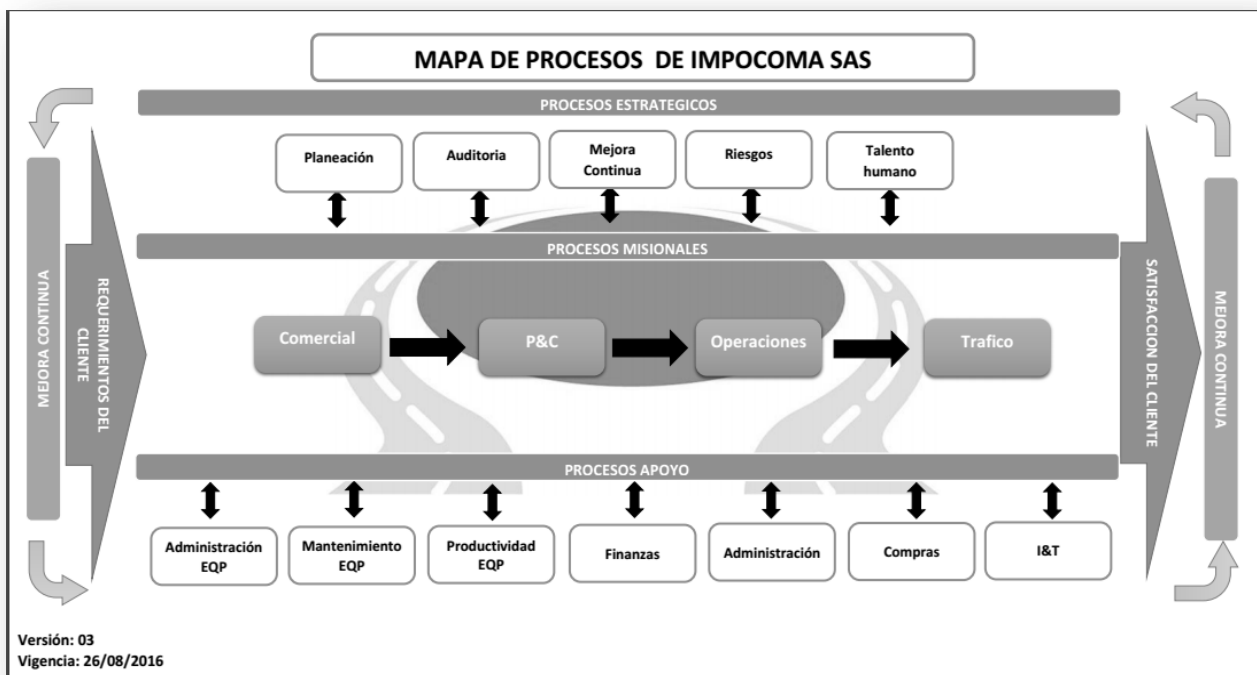 MAPA DE PROCESOS DE IMPOCOMA SAS
PROCESOS ESTRATEGICOS
Planeación
Auditoria
Mejora
Continua
Riesgos
Talento
humano
PROCESOS MISIONALES
MEJORA CONTINUA
REQUERIMIENTOS DEL
CLIENTE
Comercial
P&C
Operaciones
Trafico
SATISFACCION DEL CLIENTE
MEJORA CONTINUA
PROCESOS APOYO
Administración
EQP
Mantenimiento
EQP
Productividad
EQP
Finanzas
Administración
Compras
I&T
Versión: 03
Vigencia: 26/08/2016